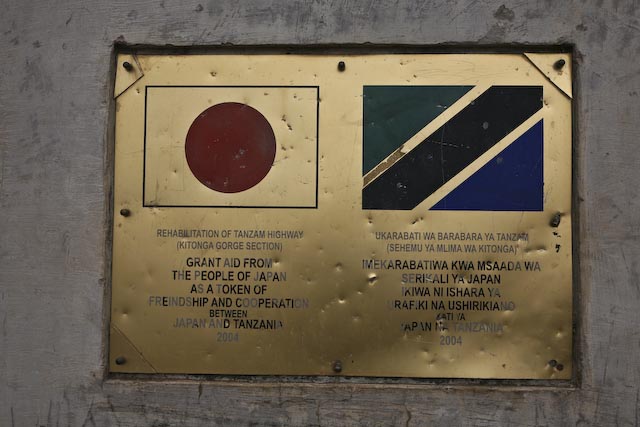 REHABILITATION OF TANZAM HIGHWAY
(KITONGA GORGE SECTION)
GRANT AID FROM
THE PEOPLE OF JAPAN
AS A TOKEN OF
FREINDSHIP AND COOPERATION
BETWEEN
JAPAN AND TANZANIA
2004
UKARABATI WA BARABARA YA TANZAM
(SEHEMU YA MLIMA WA KITONGA)
IMEKARABATIWA KWA MSAADA WA
SERIKALI YA JAPAN
IKIWA NI ISHARA YA
URAFIKI NA USHIRIKIANO
KATI YA
JAPAN NA TANZANIA
2004